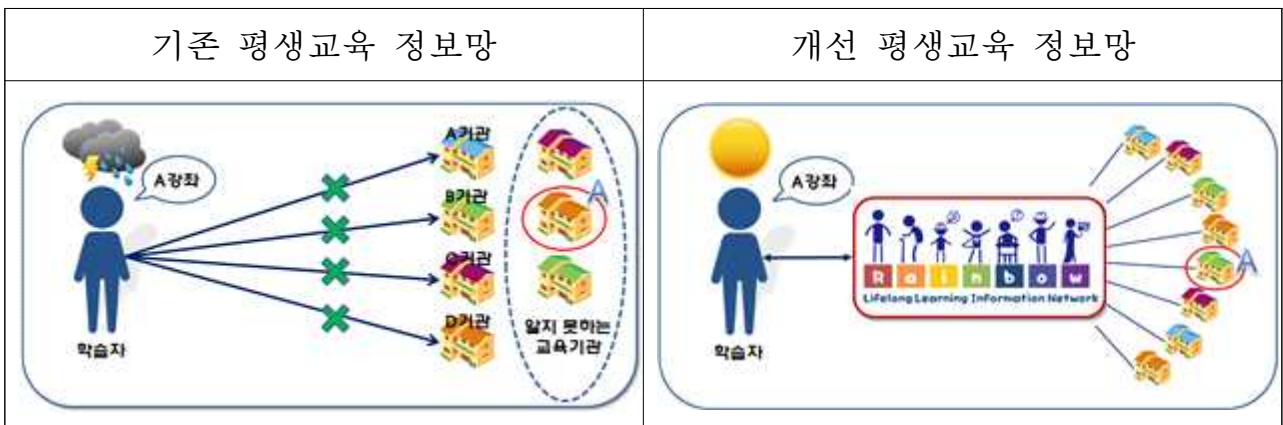 기존 평생교육 정보망
개선 평생교육 정보망
A강좌
A기관
B기관
C기관
D기관
A
알지 못하는
교육기관
학습자
A강좌
Rainbow
Lifelong Learning Information Network
A
학습자